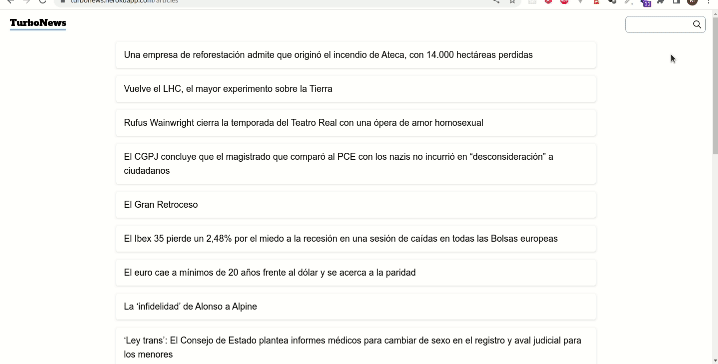 turbonews.herokuapp.com/articles
TurboNews
Una empresa de reforestación admite que originó el incendio de Ateca, con 14.000 hectáreas perdidas
Vuelve el LHC, el mayor experimento sobre la Tierra
Rufus Wainwright cierra la temporada del Teatro Real con una ópera de amor homosexual
El CGPJ concluye que el magistrado que comparó al PCE con los nazis no incurrió en “desconsideración” a
ciudadanos
El Gran Retroceso
El Ibex 35 pierde un 2,48% por el miedo a la recesión en una sesión de caídas en todas las Bolsas europeas
El euro cae a mínimos de 20 años frente al dólar y se acerca a la paridad
La ‘infidelidad’ de Alonso a Alpine
‘Ley trans’: El Consejo de Estado plantea informes médicos para cambiar de sexo en el registro y aval judicial para
los menores